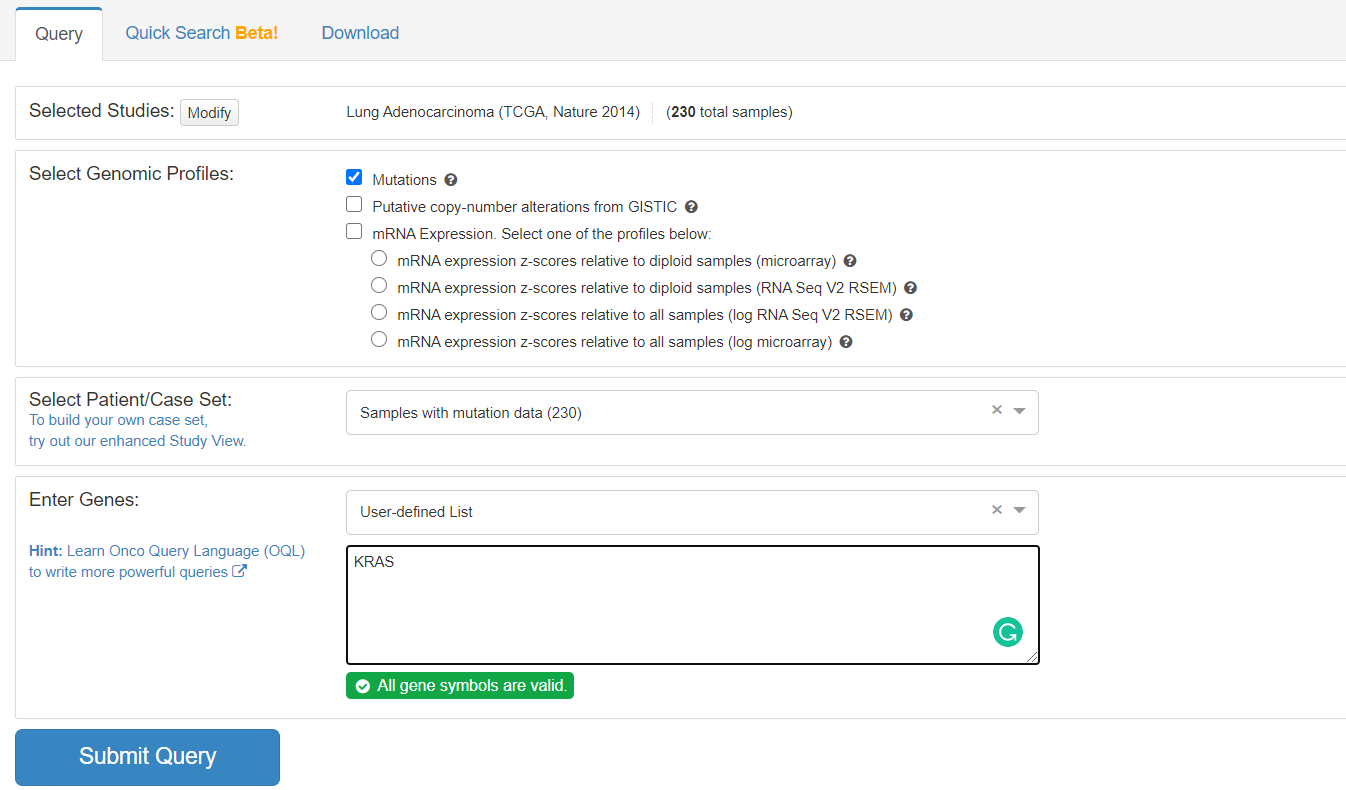 Query Quick Search Beta! Download
Selected Studies: Modify Lung Adenocarcinoma (TCGA, Nature 2014) (230 total samples)
Select Genomic Profiles:
Mutations
Putative copy-number alterations from GISTIC
mRNA Expression. Select one of the profiles below:
mRNA expression z-scores relative to diploid samples (microarray)
mRNA expression z-scores relative to diploid samples (RNA Seq V2 RSEM)
mRNA expression z-scores relative to all samples (log RNA Seq V2 RSEM)
mRNA expression z-scores relative to all samples (log microarray)
Select Patient/Case Set:
To build your own case set,
try out our enhanced Study View.
Samples with mutation data (230)
Enter Genes:
User-defined List
Hint: Learn Onco Query Language (OQL)
to write more powerful queries
KRAS
All gene symbols are valid.
Submit Query